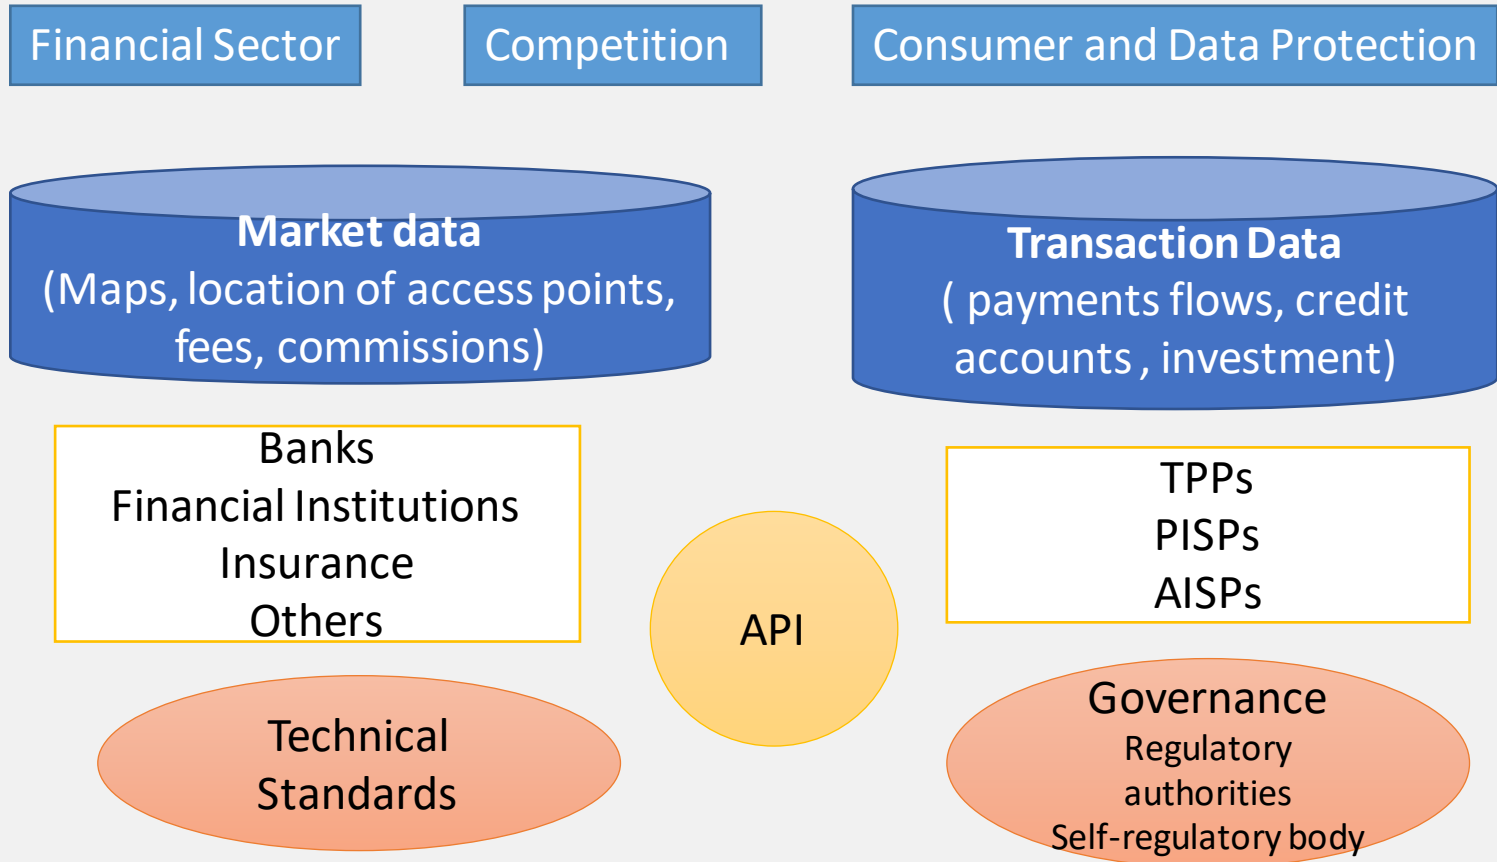 Financial Sector
Competition
Consumer and Data Protection
Market data
(Maps, location of access points,
fees, commissions)
Transaction Data
( payments flows, credit
accounts , investment)
Banks
Financial Institutions
Insurance
Others
API
TPPs
PISPs
AISPs
Technical
Standards
Governance
Regulatory
authorities
Self-regulatory body